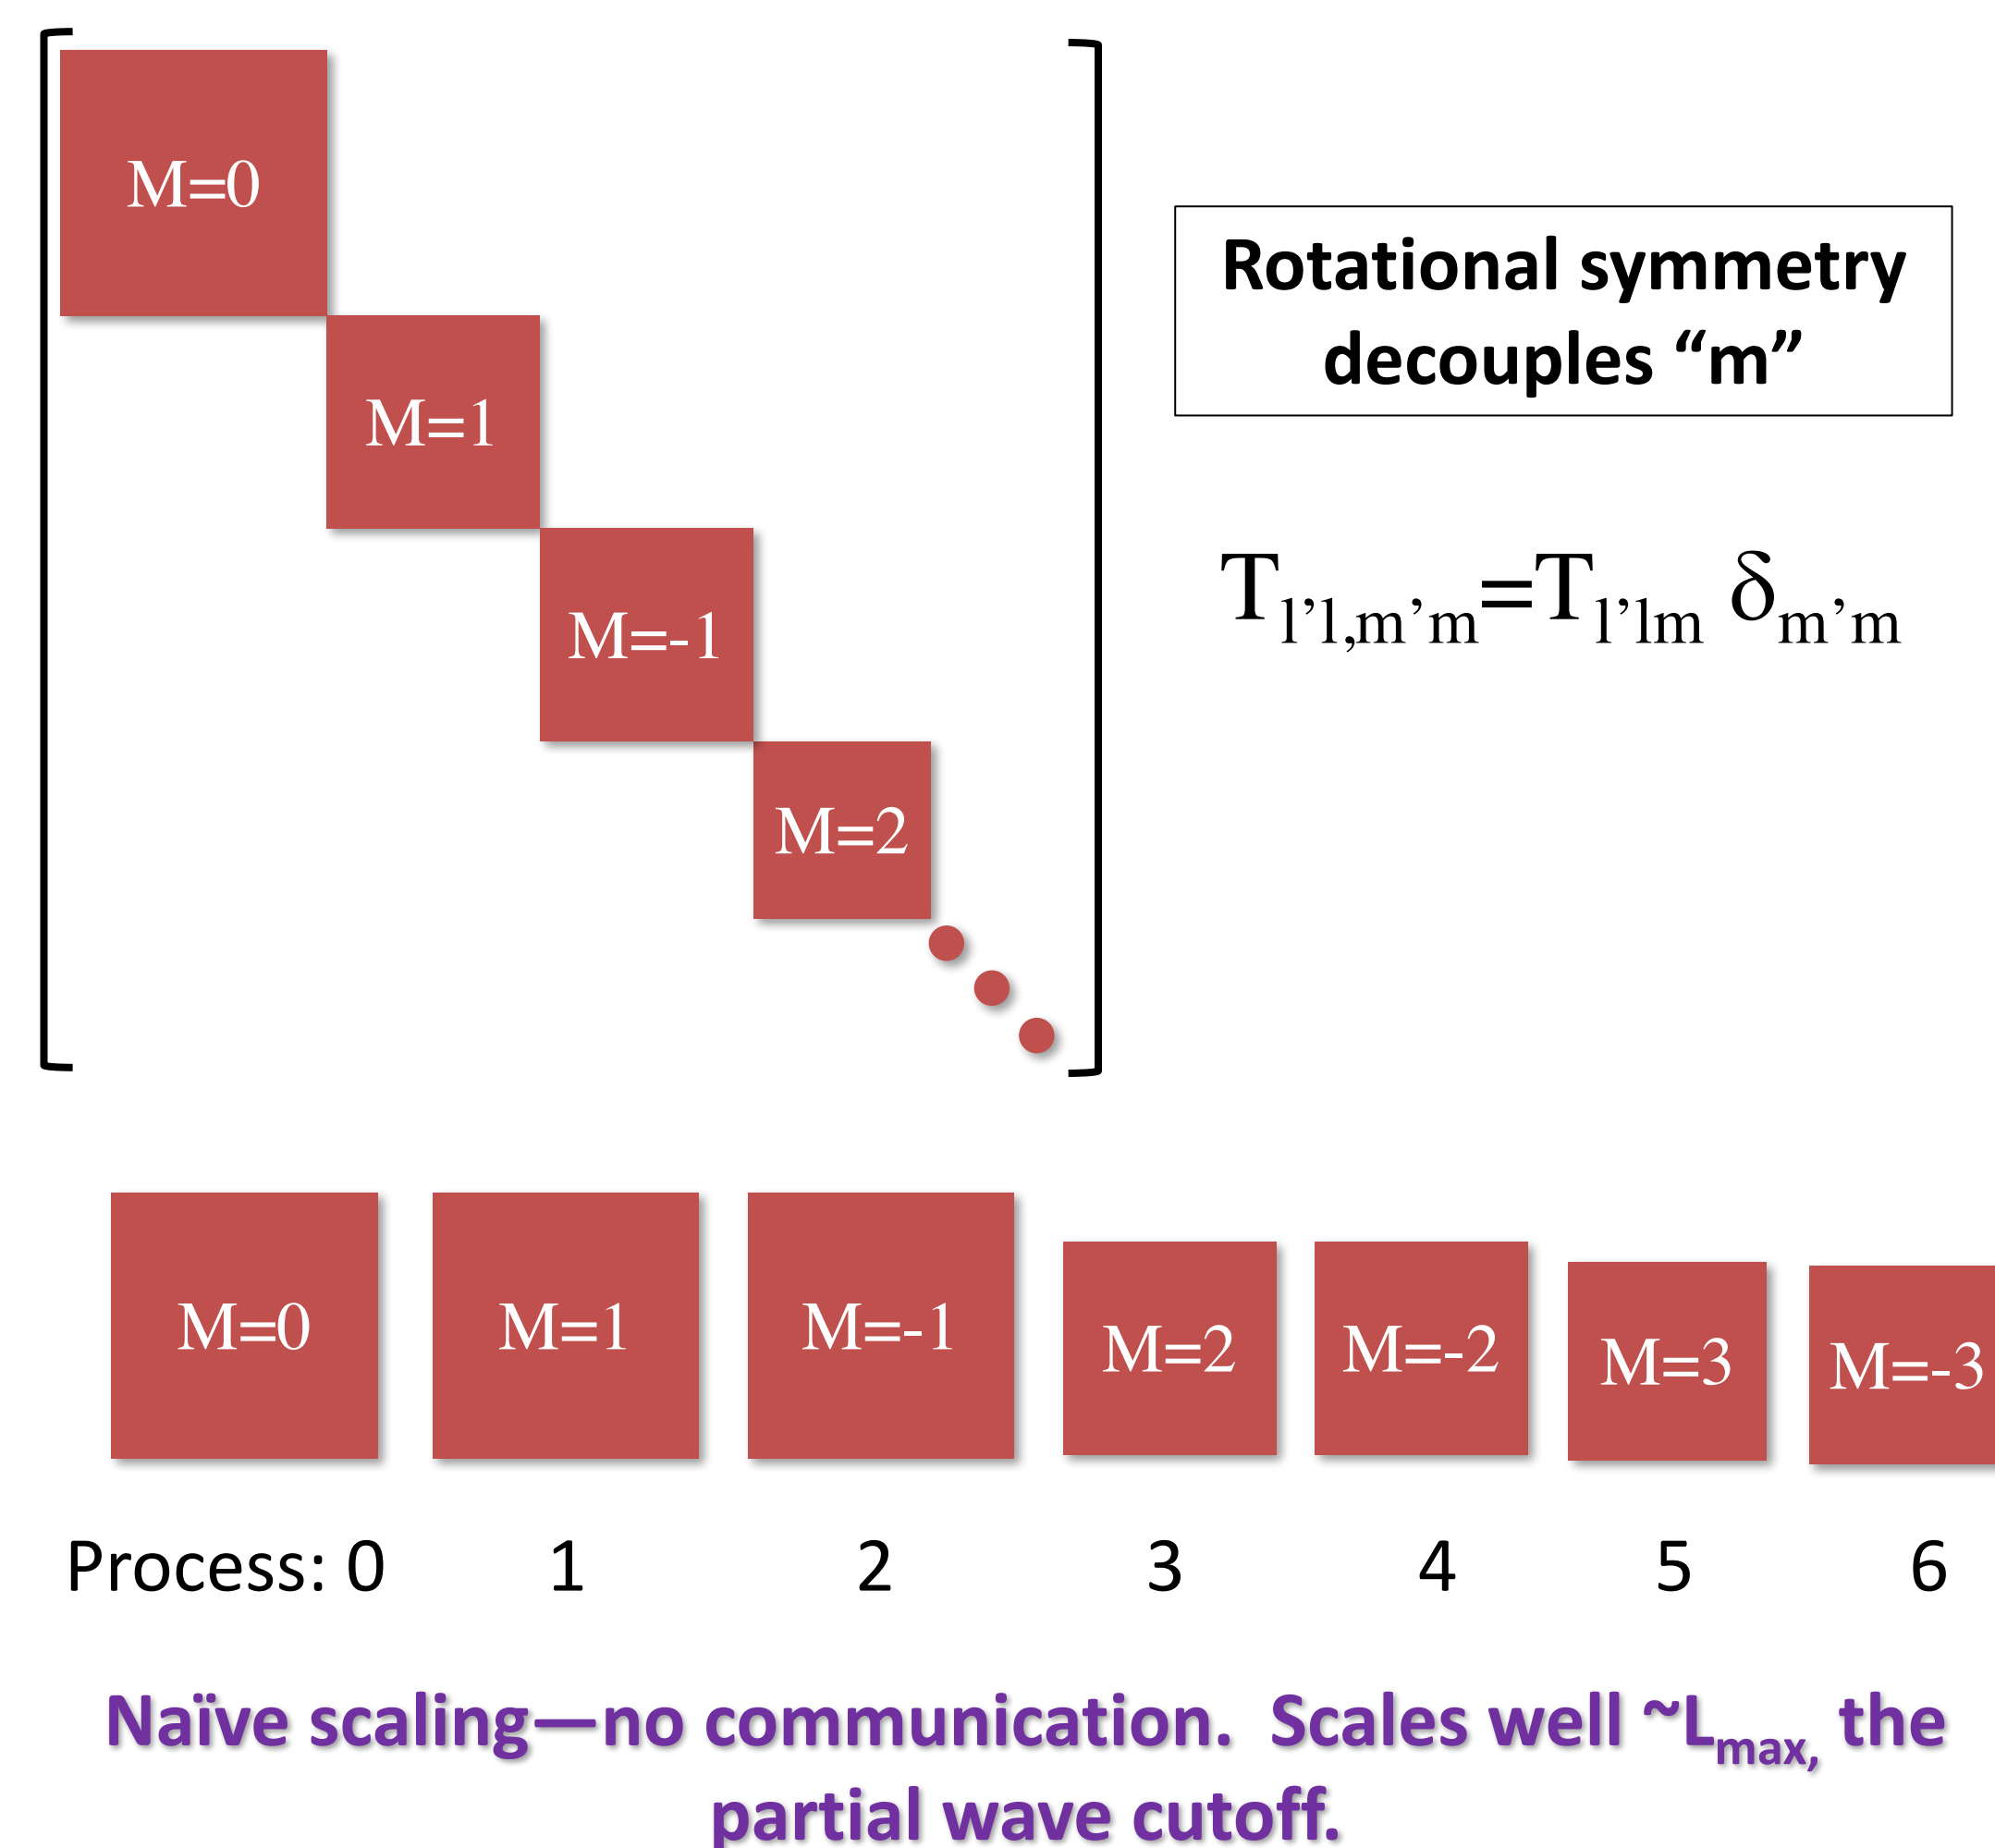 M=0
M=1
M=-1
M=2
Rotational symmetry
decouples “m”
T_{l’l,m’m}=T_{l’lm} δ_{m’m}
M=0 M=1 M=-1 M=2 M=-2 M=3 M=-3
Process: 0 1 2 3 4 5 6
Naïve scaling—no communication. Scales well ~L_{max,} the
partial wave cutoff.